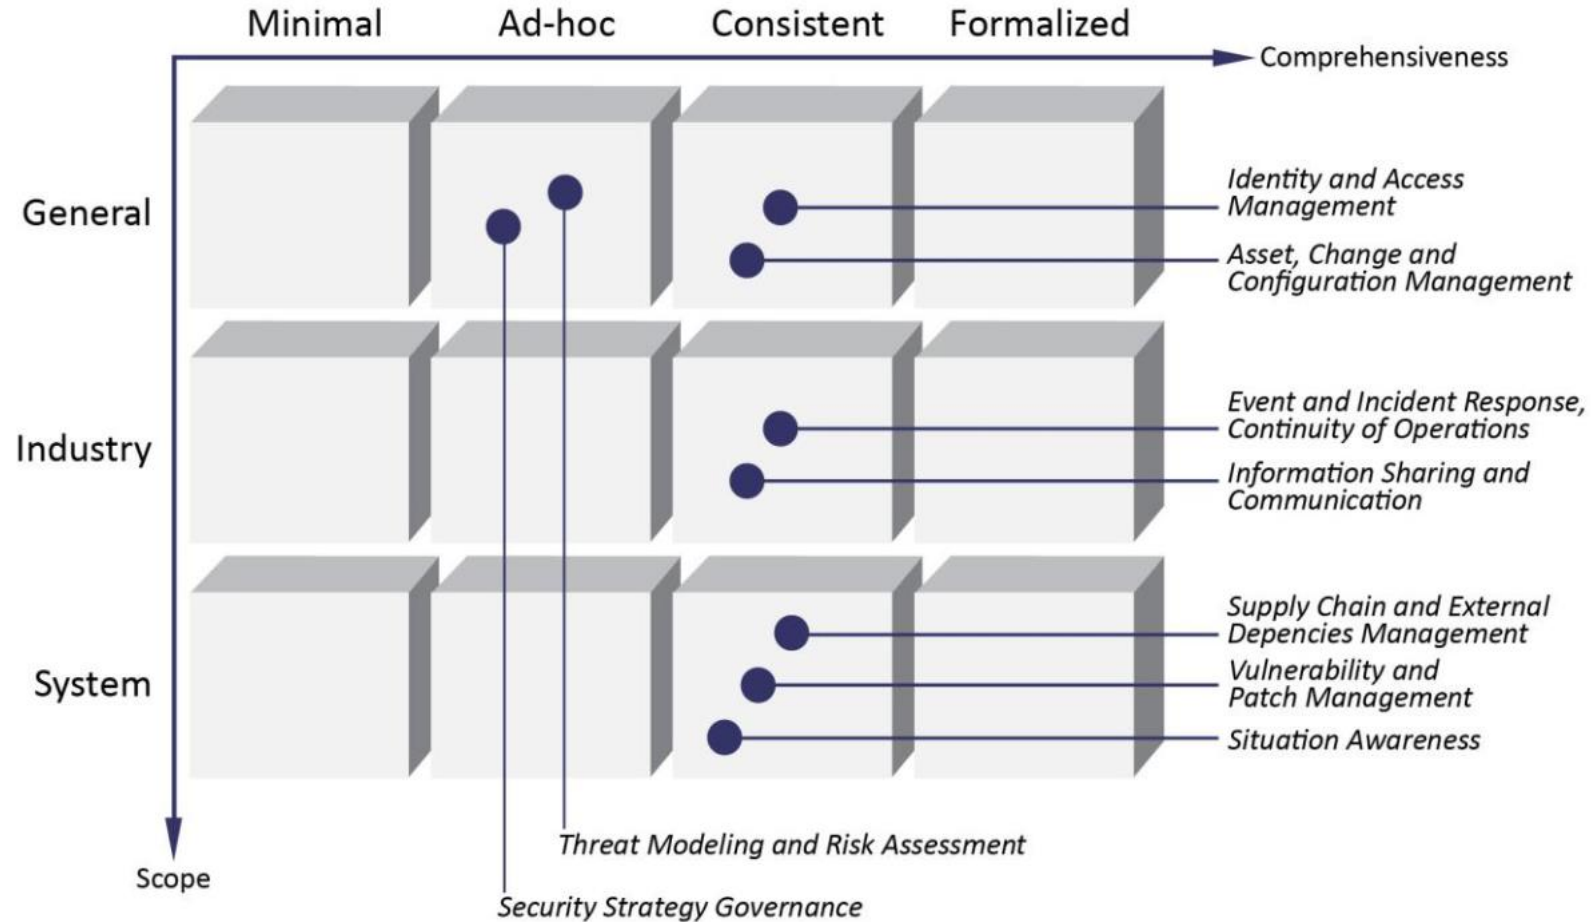 Minimal
Ad-hoc
Consistent
Formalized
Comprehensiveness
General
Identity and Access
Management
Asset, Change and
Configuration Management
Industry
Event and Incident Response,
Continuity of Operations
Information Sharing and
Communication
System
Supply Chain and External
Depencies Management
Vulnerability and
Patch Management
Situation Awareness
Threat Modeling and Risk Assessment
Scope
Security Strategy Governance